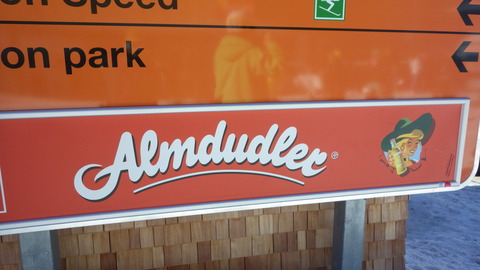 on Speed
on park
Almdudler®